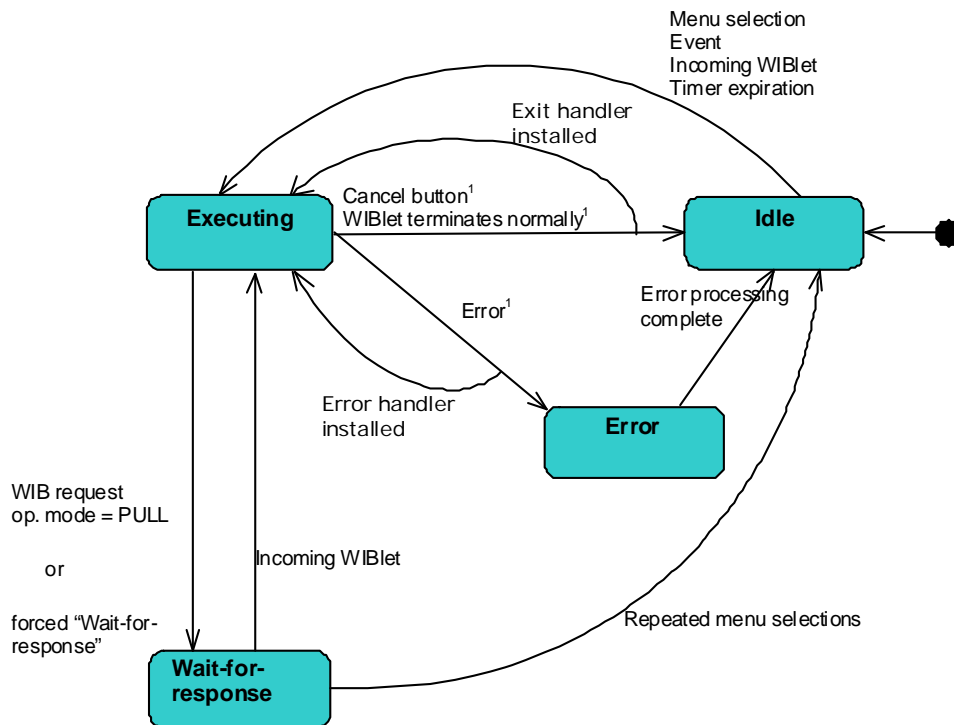 Menu selection
Event
Incoming WIBlet
Timer expiration
Exit handler
installed
Cancel button¹
WIBlet terminates normally¹
Executing
Idle
Error¹
Error processing
complete
Error handler
installed
Error
WIB request
op. mode = PULL
or
forced “Wait-for-
response”
Incoming WIBlet
Repeated menu selections
Wait-for-
response